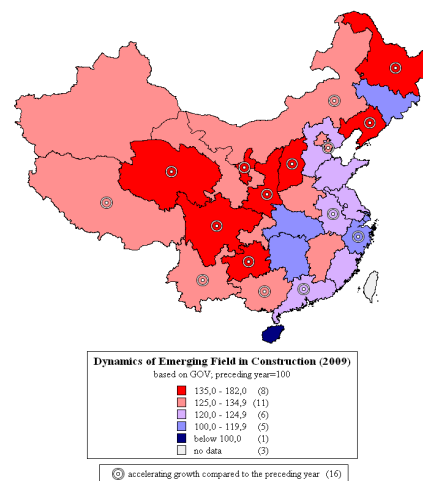 Dynamics of Emerging Field in Construction (2009)
based on GOV; preceding year=100
135,0 - 182,0 (8)
125,0 - 134,9 (11)
120,0 - 124,9 (6)
100,0 - 119,9 (5)
below 100,0 (1)
no data (3)
accelerating growth compared to the preceding year (16)